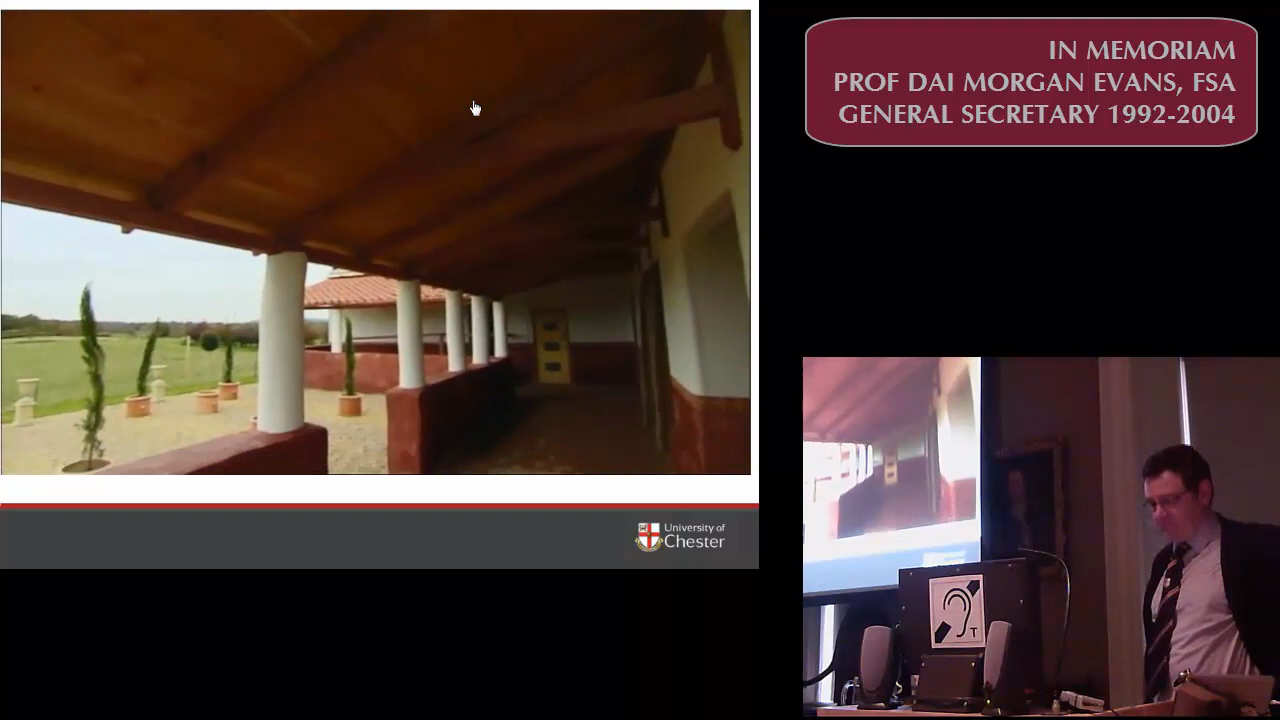 IN MEMORIAM
PROF DAI MORGAN EVANS, FSA
GENERAL SECRETARY 1992-2004
University of
Chester
T